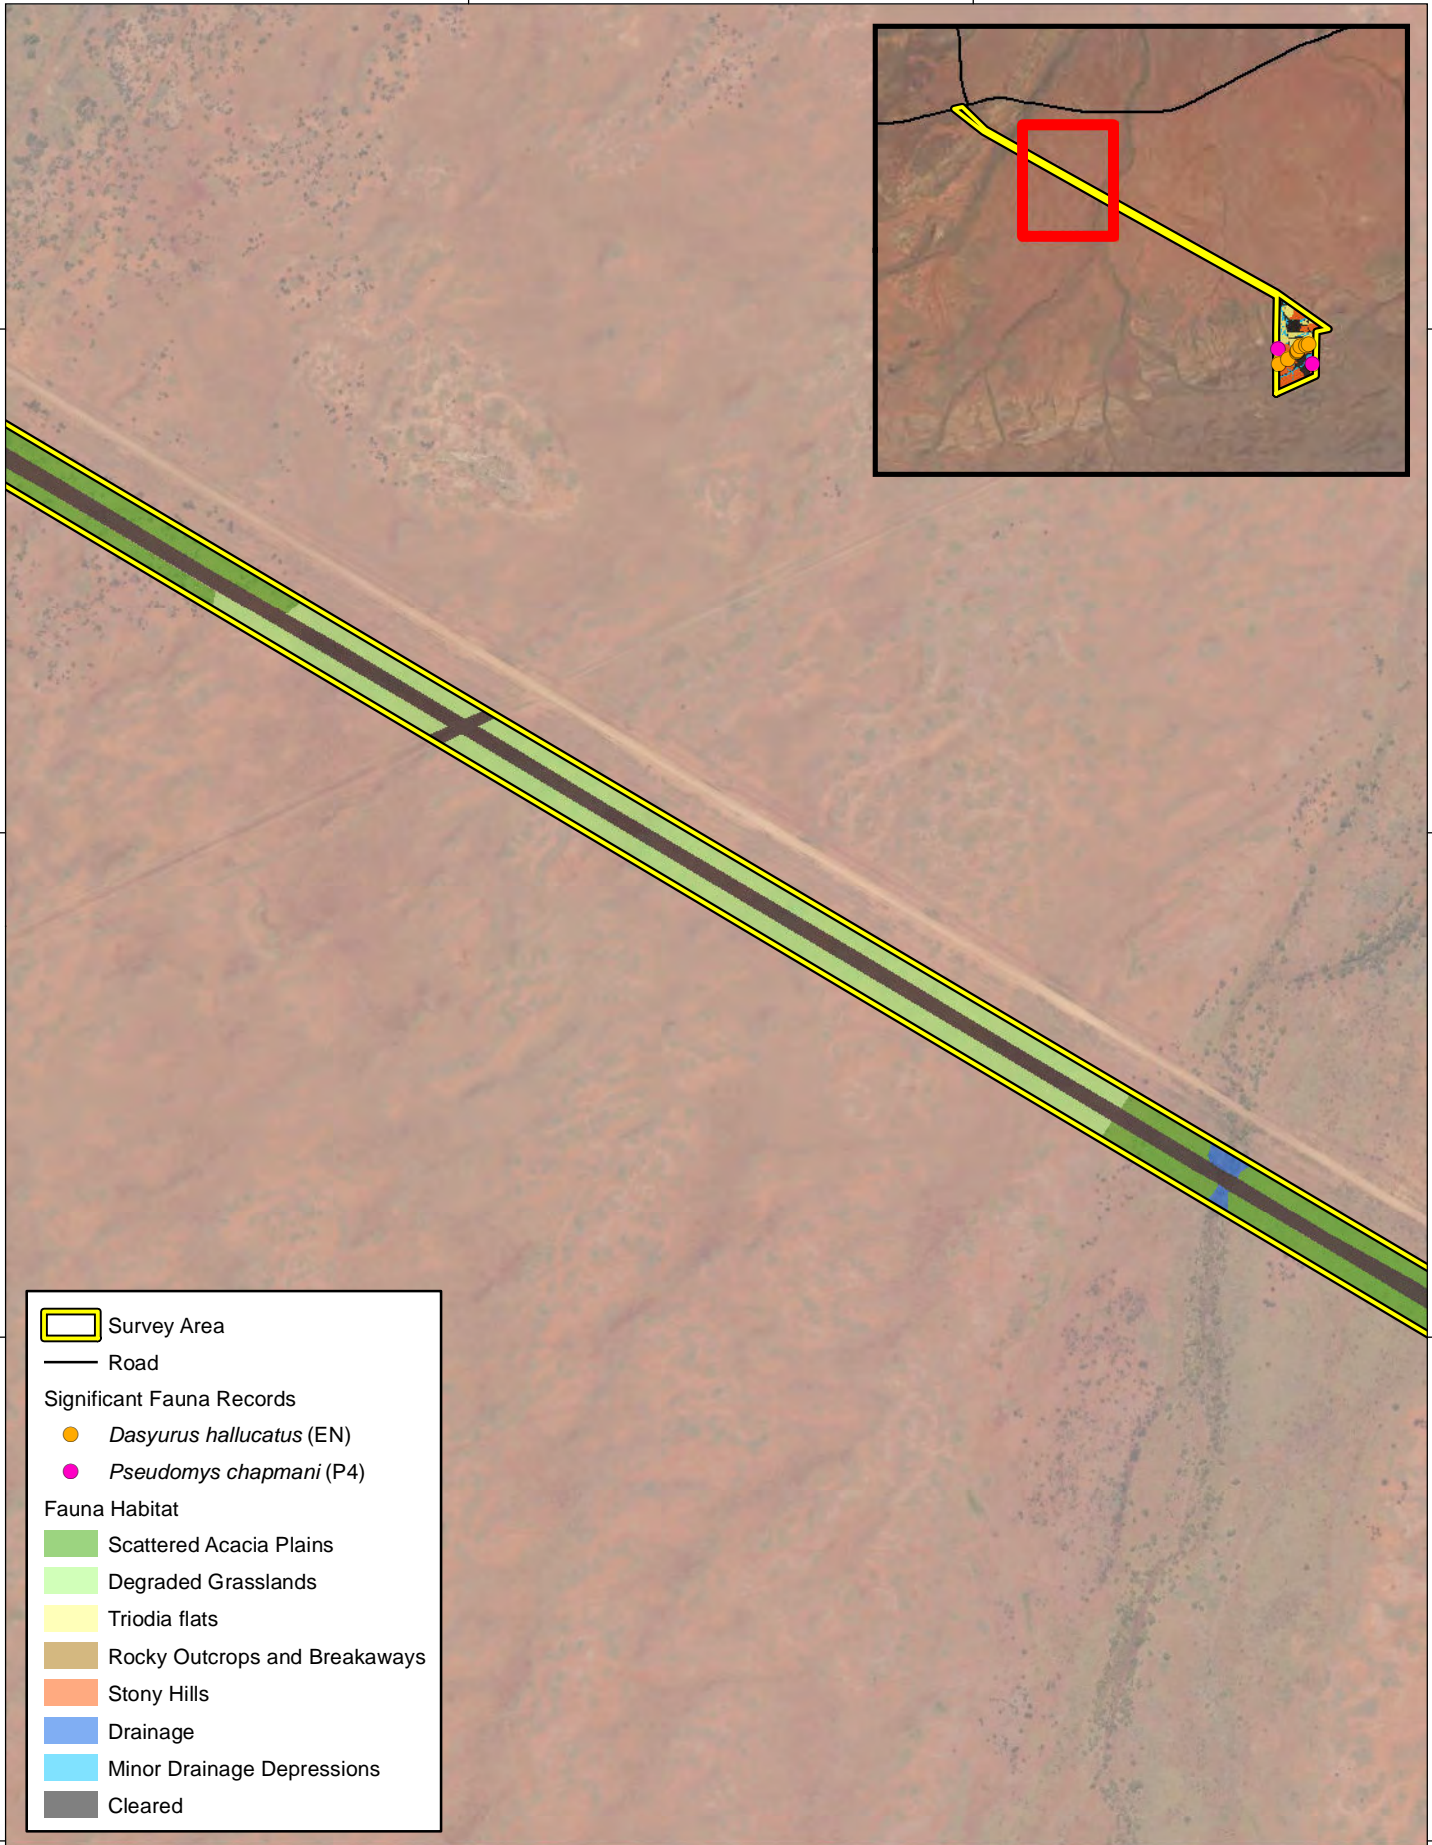 Survey Area
Road
Significant Fauna Records
Dasyurus hallucatus (EN)
Pseudomys chapmani (P4)
Fauna Habitat
Scattered Acacia Plains
Degraded Grasslands
Triodia flats
Rocky Outcrops and Breakaways
Stony Hills
Drainage
Minor Drainage Depressions
Cleared